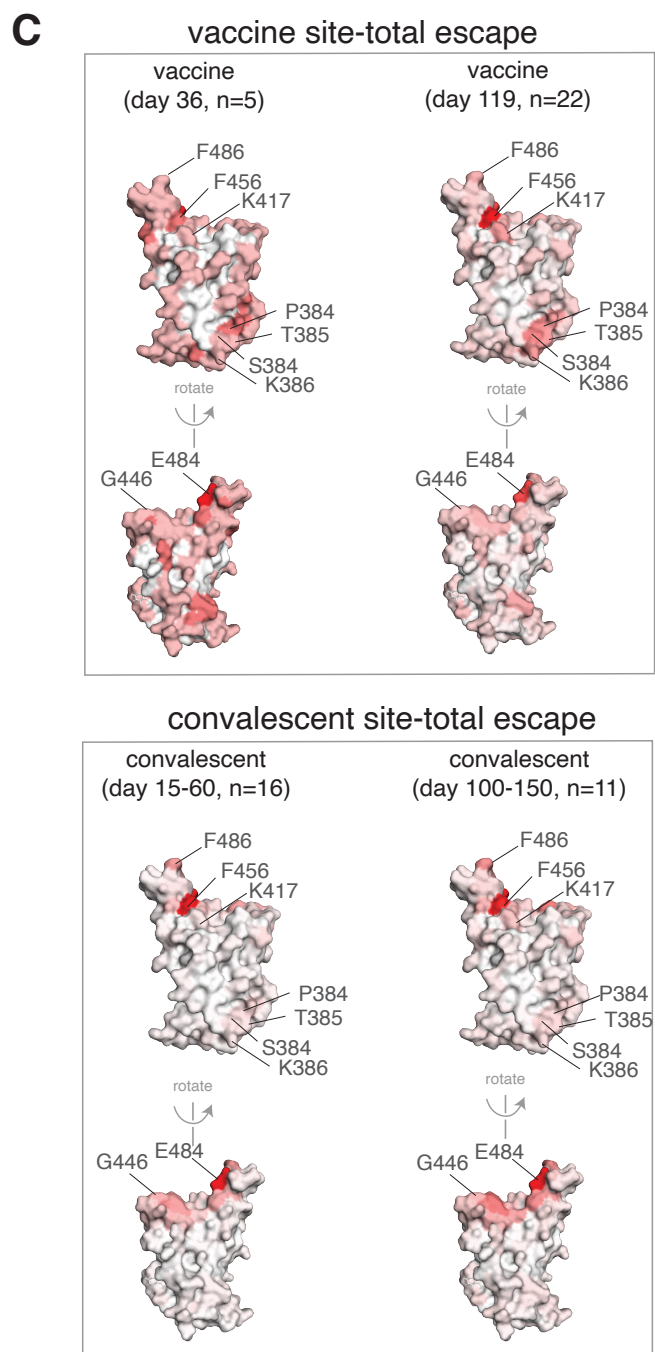 C
vaccine site-total escape
vaccine
(day 36, n=5)
vaccine
(day 119, n=22)
F486
F456
K417
P384
T385
S384
K386
rotate
E484
G446
F486
F456
K417
P384
T385
S384
K386
rotate
E484
G446
convalescent site-total escape
convalescent
(day 15-60, n=16)
convalescent
(day 100-150, n=11)
F486
F456
K417
P384
T385
S384
K386
rotate
E484
G446
F486
F456
K417
P384
T385
S384
K386
rotate
E484
G446